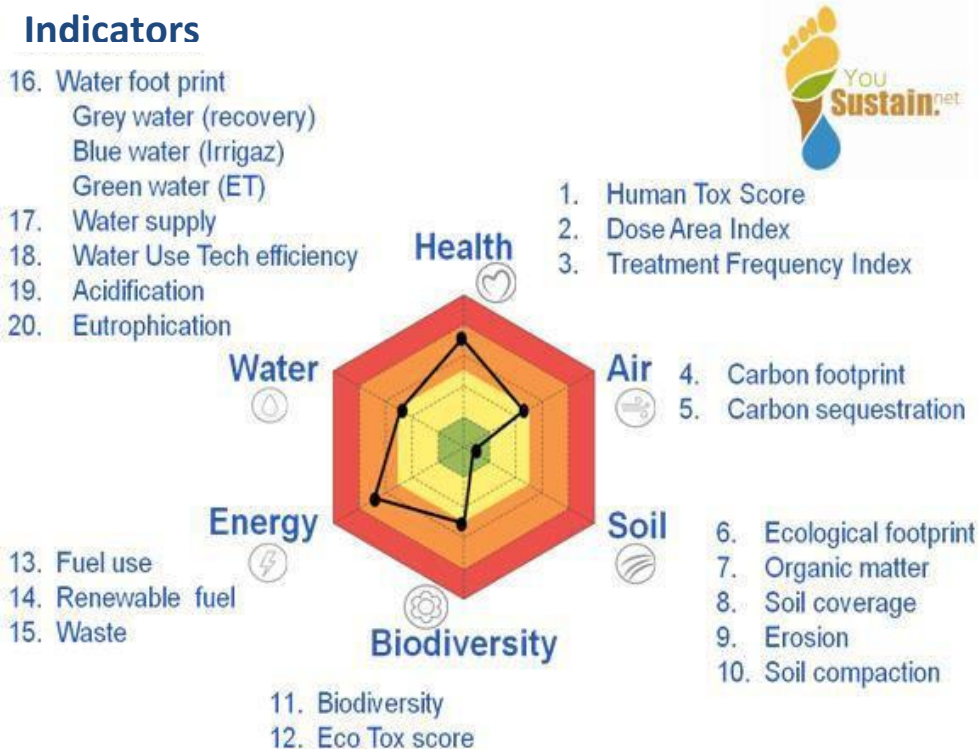 Indicators
You
Sustain.net
16. Water foot print
Grey water (recovery)
Blue water (Irrigaz)
Green water (ET)
17. Water supply
18. Water Use Tech efficiency
19. Acidification
20. Eutrophication
1. Human Tox Score
2. Dose Area Index
3. Treatment Frequency Index
Health
Water
Air
4. Carbon footprint
5. Carbon sequestration
Energy
Soil
13. Fuel use
14. Renewable fuel
15. Waste
6. Ecological footprint
7. Organic matter
8. Soil coverage
9. Erosion
10. Soil compaction
Biodiversity
11. Biodiversity
12. Eco Tox score